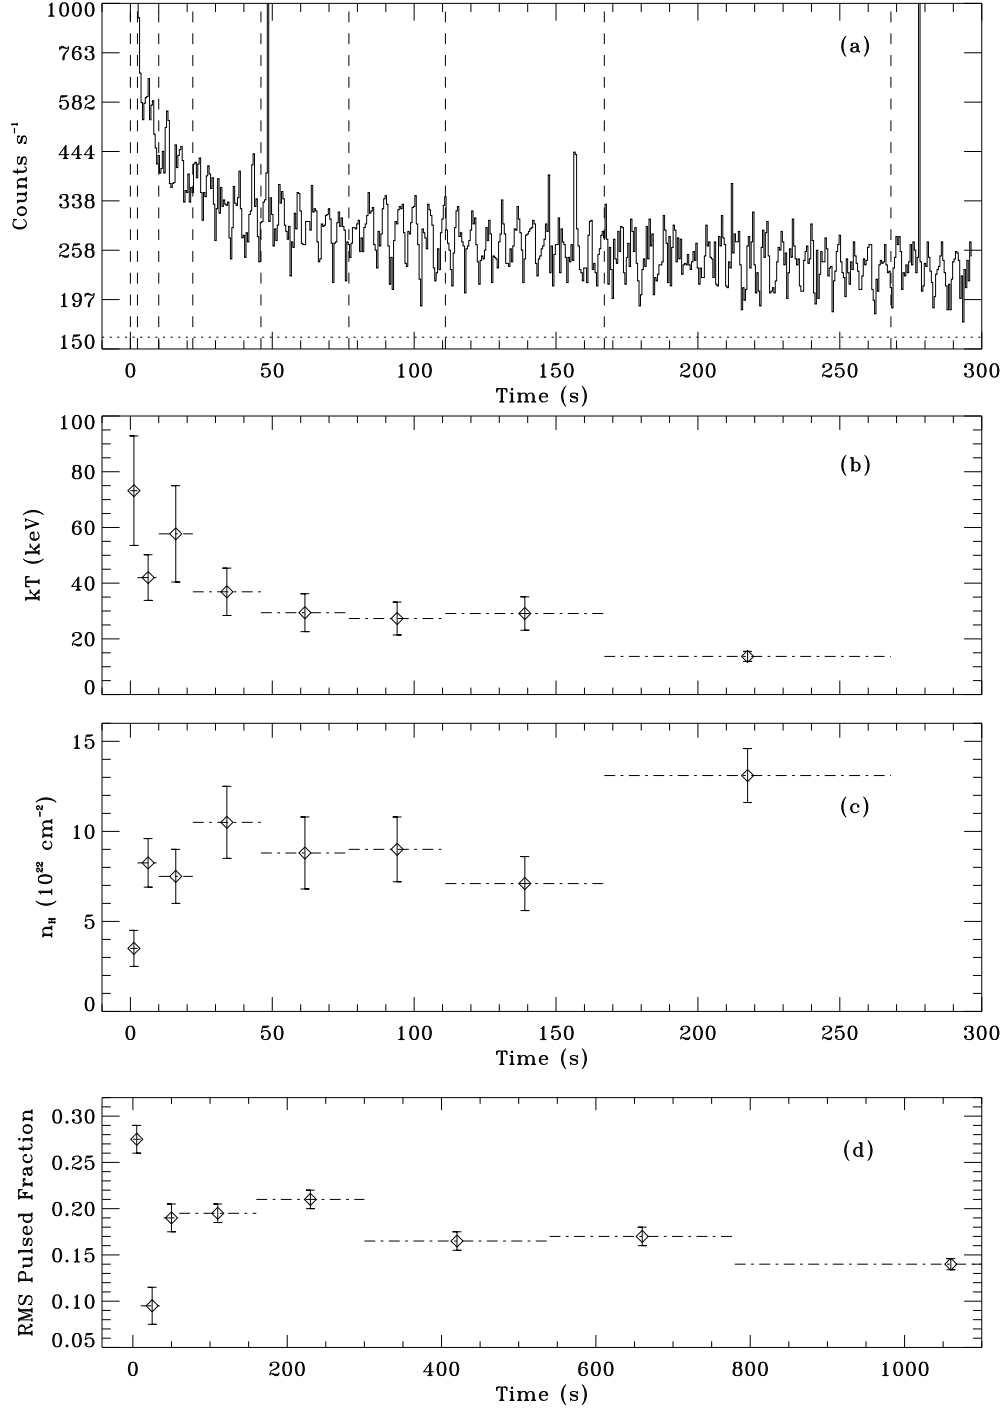 1000
763
582
444
338
258
197
150
Counts s⁻¹
(a)
0 50 100 150 200 250 300
Time (s)
100
80
60
40
20
0
kT (keV)
(b)
15
10
5
0
n_H (10²² cm⁻²)
(c)
0 50 100 150 200 250 300
Time (s)
0.30
0.25
0.20
0.15
0.10
0.05
RMS Pulsed Fraction
(d)
0 200 400 600 800 1000
Time (s)